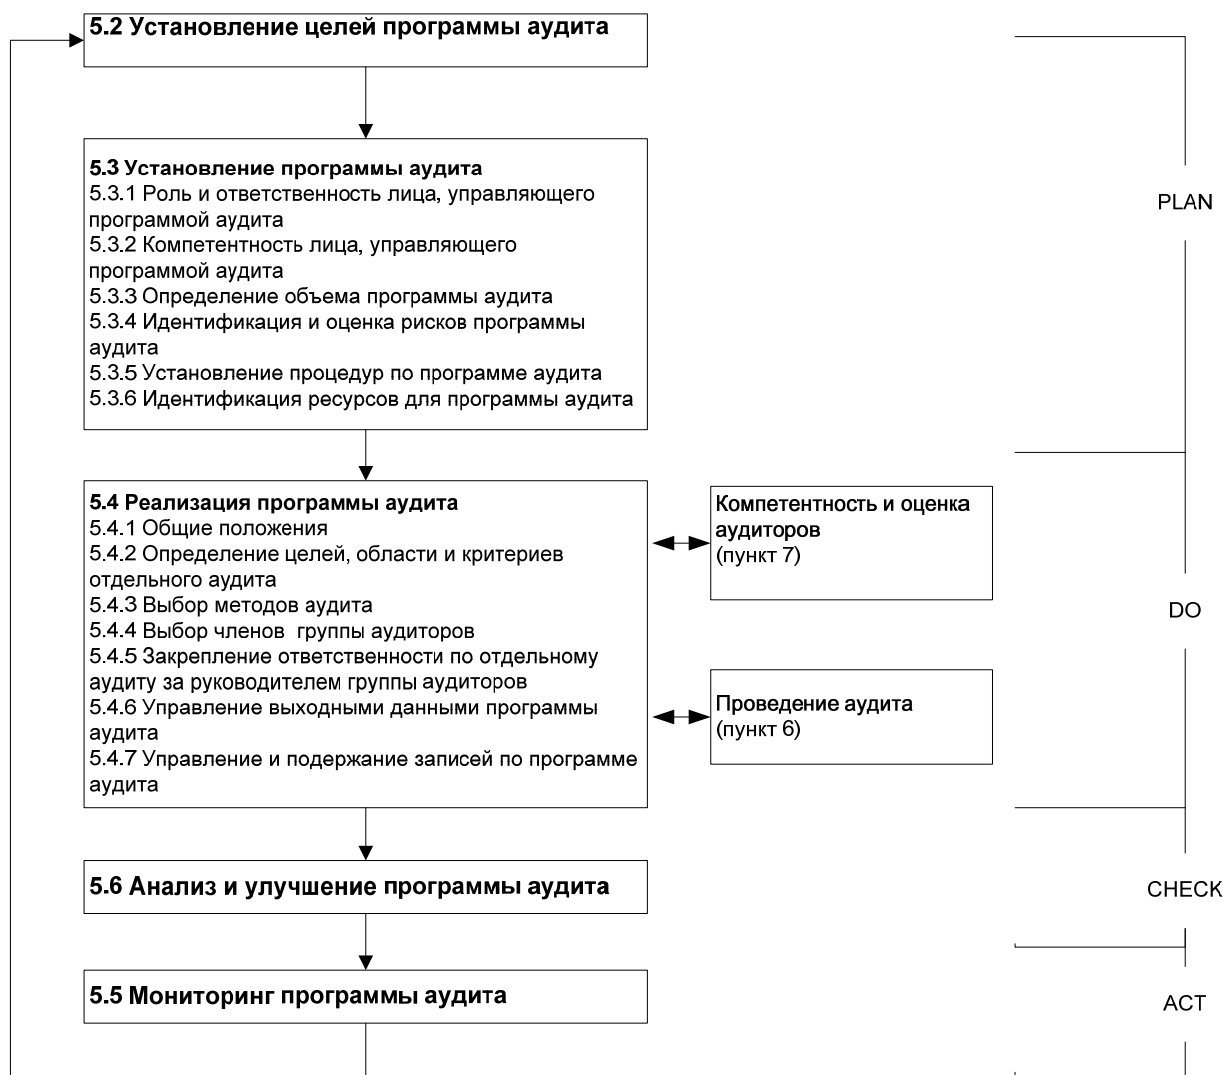 5.2 Установление целей программы аудита
5.3 Установление программы аудита
5.3.1 Роль и ответственность лица, управляющего
программой аудита
5.3.2 Компетентность лица, управляющего
программой аудита
5.3.3 Определение объема программы аудита
5.3.4 Идентификация и оценка рисков программы
аудита
5.3.5 Установление процедур по программе аудита
5.3.6 Идентификация ресурсов для программы аудита
PLAN
5.4 Реализация программы аудита
5.4.1 Общие положения
5.4.2 Определение целей, области и критериев
отдельного аудита
5.4.3 Выбор методов аудита
5.4.4 Выбор членов группы аудиторов
5.4.5 Закрепление ответственности по отдельному
аудиту за руководителем группы аудиторов
5.4.6 Управление выходными данными программы
аудита
5.4.7 Управление и подержание записей по программе
аудита
Компетентность и оценка
аудиторов
(пункт 7)
Проведение аудита
(пункт 6)
DO
5.6 Анализ и улучшение программы аудита
CHECK
5.5 Мониторинг программы аудита
ACT